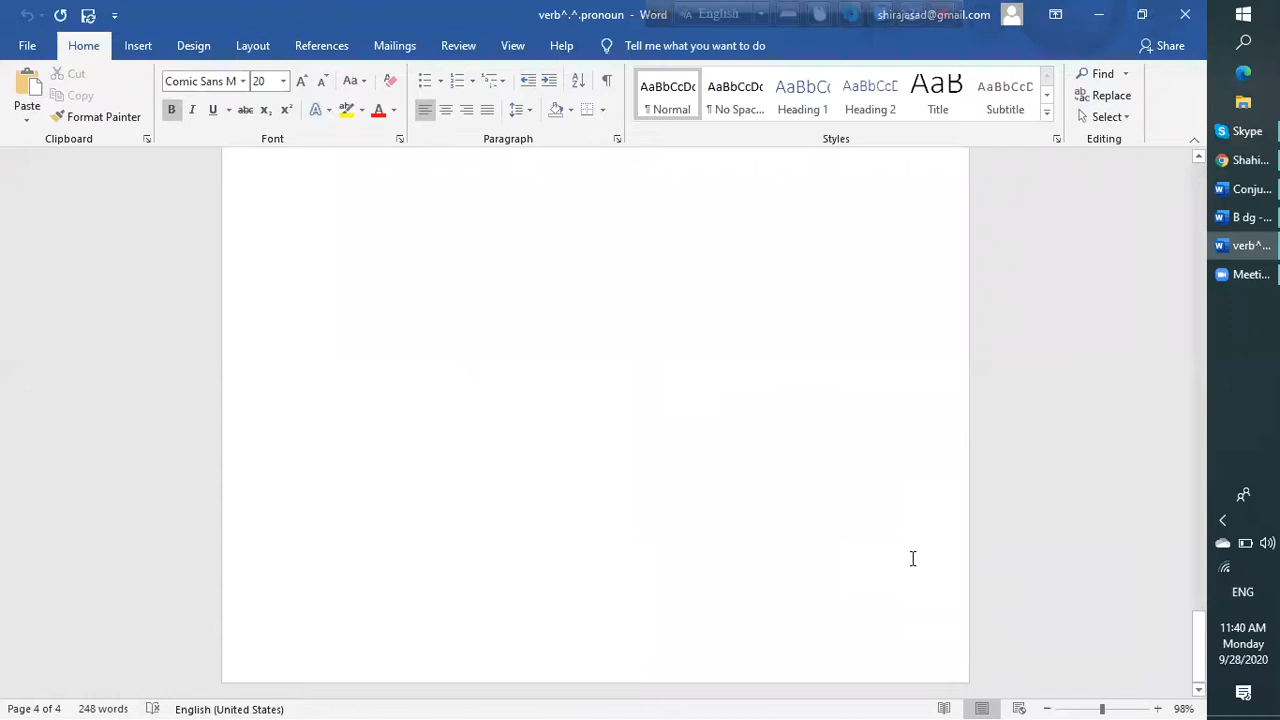 verb^.^.pronoun - Word
English
shirajasad@gmail.com
File
Home
Insert
Design
Layout
References
Mailings
Review
View
Help
Tell me what you want to do
Share
Paste
Cut
Copy
Format Painter
Clipboard
Comic Sans M
20
Font
Paragraph
AaBbCcDc
¶ Normal
AaBbCcDc
¶ No Spac...
AaBbCc
Heading 1
AaBbCcD
Heading 2
AaB
Title
AaBbCcD
Subtitle
Styles
Find
Replace
Select
Editing
Skype
Shahi...
Conju...
B dg -...
verb^...
Meeti...
ENG
11:40 AM
Monday
9/28/2020
Page 4 of 4
248 words
English (United States)
98%